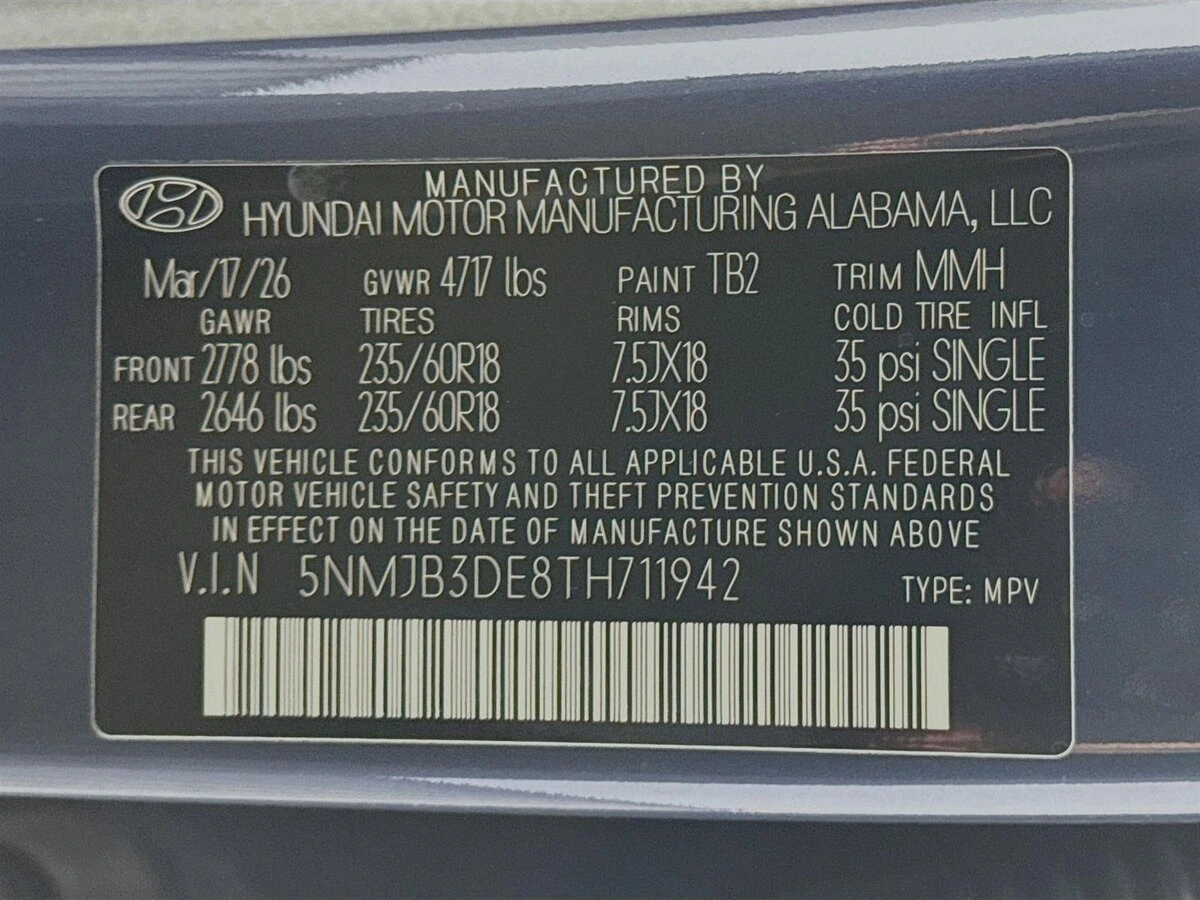 MANUFACTURED BY
HYUNDAI MOTOR MANUFACTURING ALABAMA, LLC
Mar/17/26 GVWR 4717 lbs PAINT TB2 TRIM MMH
GAWR TIRES RIMS COLD TIRE INFL
FRONT 2778 lbs 235/60R18 7.5JX18 35 psi SINGLE
REAR 2646 lbs 235/60R18 7.5JX18 35 psi SINGLE
THIS VEHICLE CONFORMS TO ALL APPLICABLE U.S.A. FEDERAL
MOTOR VEHICLE SAFETY AND THEFT PREVENTION STANDARDS
IN EFFECT ON THE DATE OF MANUFACTURE SHOWN ABOVE
V.I.N 5NMJB3DE8TH711942 TYPE: MPV